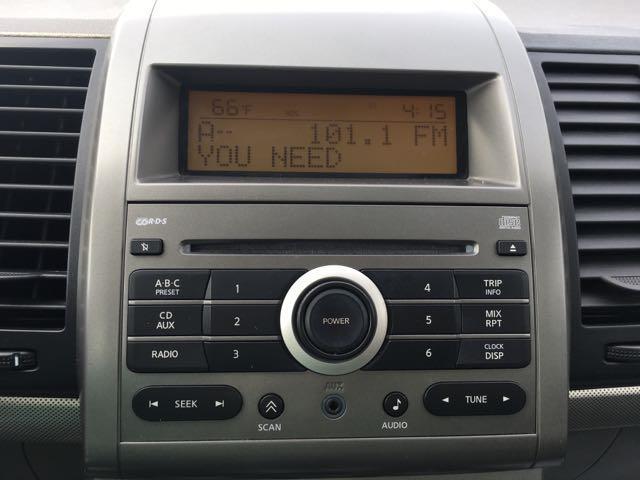 66°F 4:15
A-- 101.1 FM
YOU NEED
R·D·S
A·B·C
PRESET
1
4
TRIP
INFO
CD
AUX
2
POWER
5
MIX
RPT
RADIO
3
6
CLOCK
DISP
SEEK
SCAN
AUX
AUDIO
TUNE